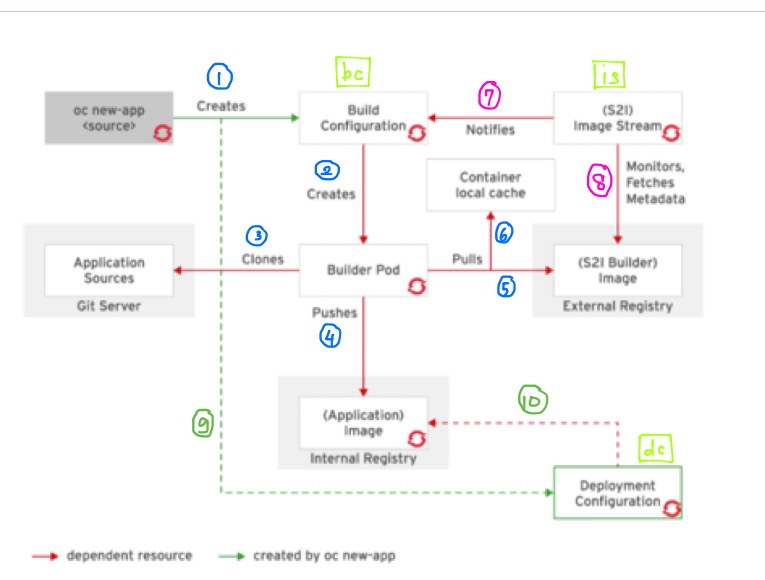 1
bc
is
oc new-app
<source>
Creates
Build
Configuration
7
Notifies
(S2I)
Image Stream
2
Creates
Container
local cache
8
Monitors,
Fetches
Metadata
3
Clones
6
Application
Sources
Git Server
Builder Pod
Pulls
5
(S2I Builder)
Image
External Registry
Pushes
4
9
(Application)
Image
Internal Registry
10
dc
Deployment
Configuration
dependent resource
created by oc new-app